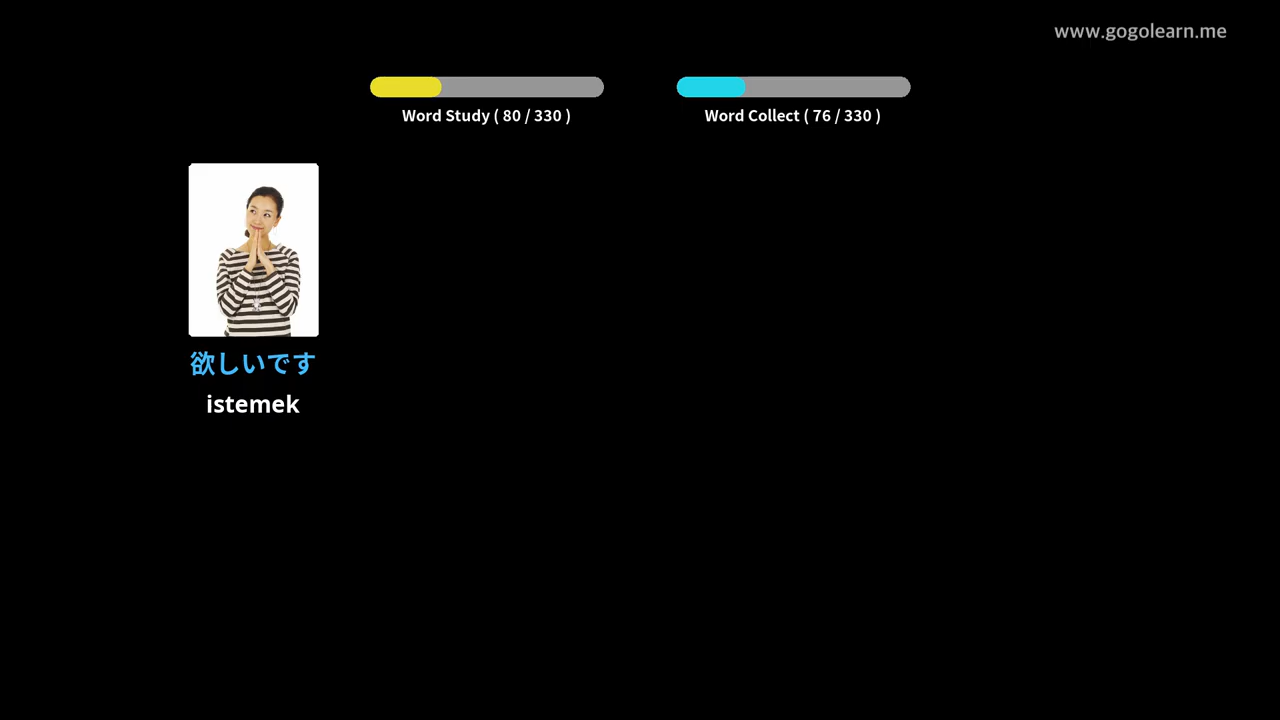 www.gogolearn.me
Word Study ( 80 / 330 )
Word Collect ( 76 / 330 )
欲しいです
istemek